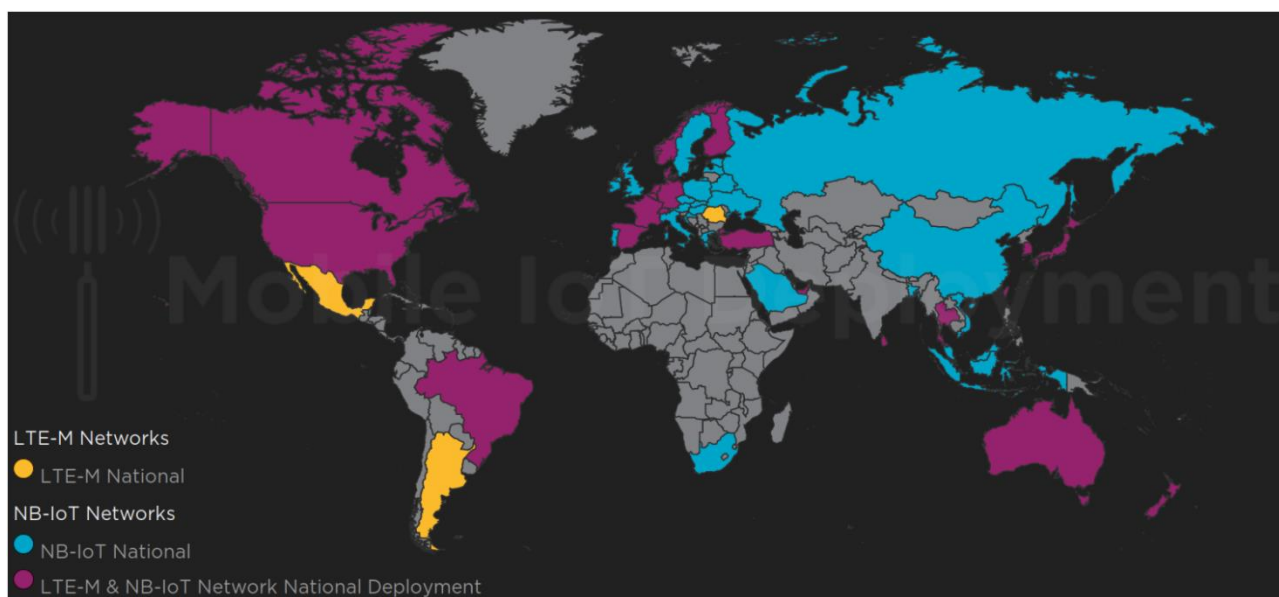 Mobile IoT Deployment
LTE-M Networks
LTE-M National
NB-IoT Networks
NB-IoT National
LTE-M & NB-IoT Network National Deployment